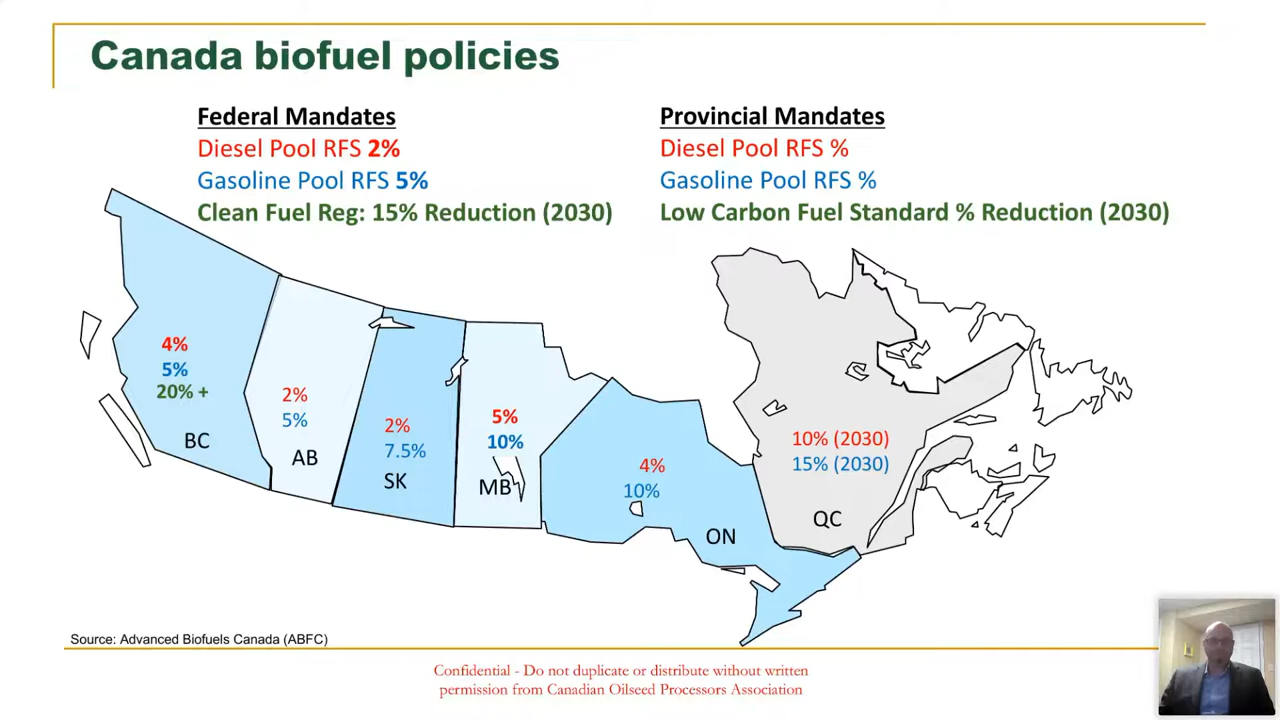 Canada biofuel policies
Federal Mandates
Diesel Pool RFS 2%
Gasoline Pool RFS 5%
Clean Fuel Reg: 15% Reduction (2030)
Provincial Mandates
Diesel Pool RFS %
Gasoline Pool RFS %
Low Carbon Fuel Standard % Reduction (2030)
4%
5%
20% +
BC
2%
5%
AB
2%
7.5%
SK
5%
10%
MB
4%
10%
ON
10% (2030)
15% (2030)
QC
Source: Advanced Biofuels Canada (ABFC)
Confidential - Do not duplicate or distribute without written
permission from Canadian Oilseed Processors Association